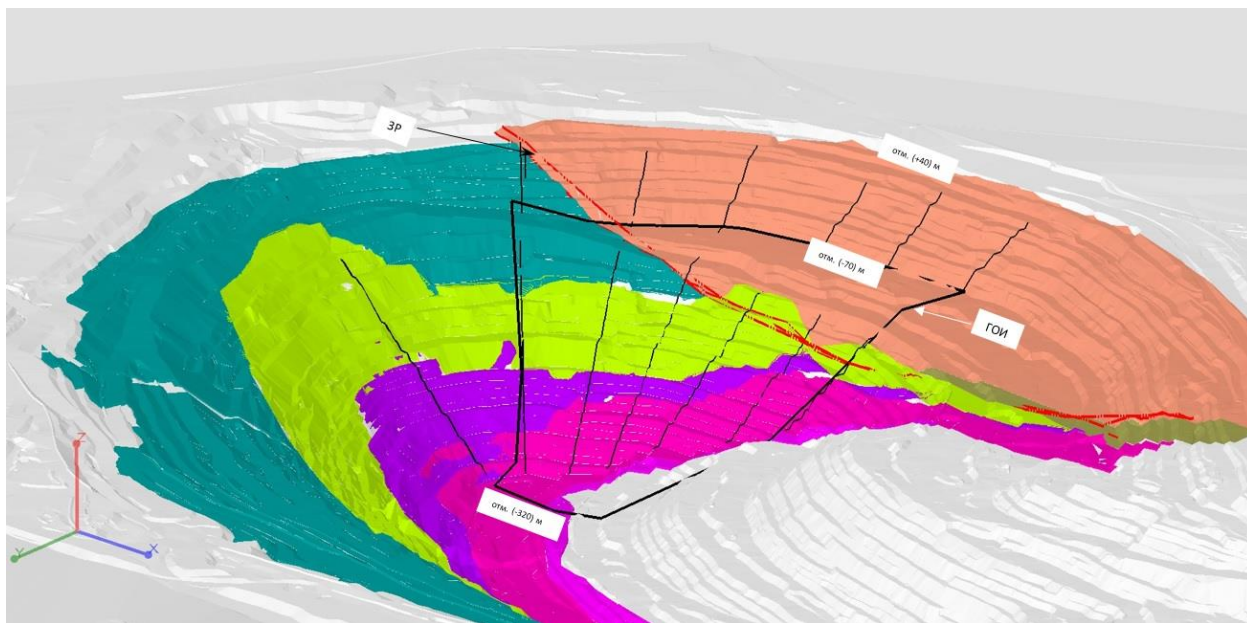 ЗР
отм. (+40) м
отм. (-70) м
ГОИ
отм. (-320) м
Z
Y
X